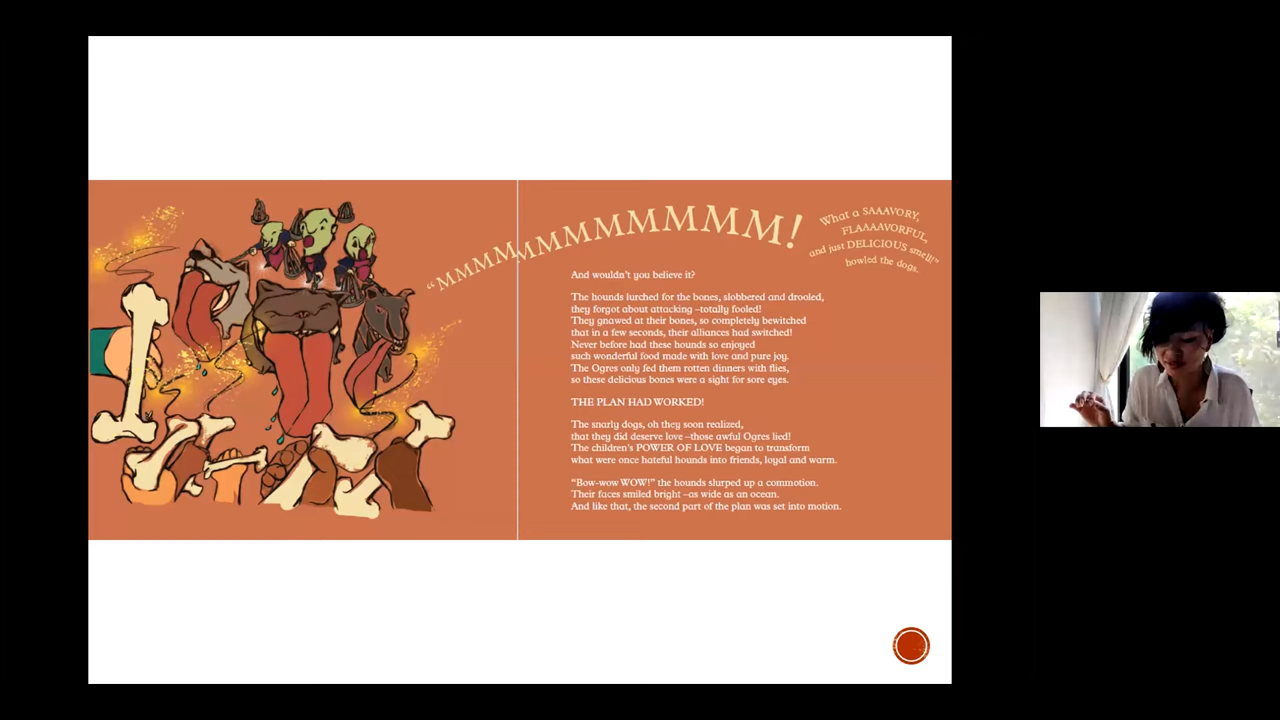 “MMMMMMMMMMMMM!
What a SAAAVORY,
FLAAAAVORFUL,
and just DELICIOUS smell!”
howled the dogs.
And wouldn't you believe it?
The hounds lurched for the bones, slobbered and drooled,
they forgot about attacking –totally fooled!
They gnawed at their bones, so completely bewitched
that in a few seconds, their alliances had switched!
Never before had these hounds so enjoyed
such wonderful food made with love and pure joy.
The Ogres only fed them rotten dinners with flies,
so these delicious bones were a sight for sore eyes.
THE PLAN HAD WORKED!
The snarly dogs, oh they soon realized,
that they did deserve love –those awful Ogres lied!
The children's POWER OF LOVE began to transform
what were once hateful hounds into friends, loyal and warm.
“Bow-wow WOW!” the hounds slurped up a commotion.
Their faces smiled bright –as wide as an ocean.
And like that, the second part of the plan was set into motion.